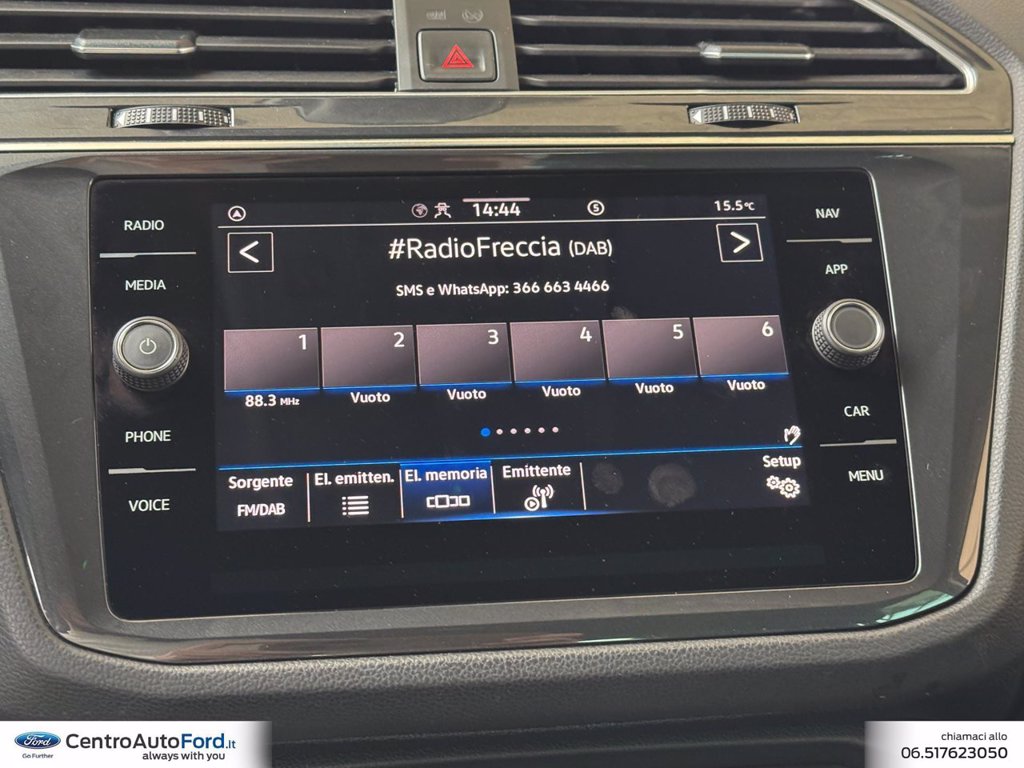 14:44
5
15.5°C
RADIO
MEDIA
PHONE
VOICE
#RadioFreccia (DAB)
SMS e WhatsApp: 366 663 4466
1 2 3 4 5 6
88.3 MHz Vuoto Vuoto Vuoto Vuoto Vuoto
Sorgente El. emitten. El. memoria Emittente Setup
FM/DAB
NAV
APP
CAR
MENU
Ford
Go Further
CentroAutoFord.it
always with you
chiamaci allo
06.517623050